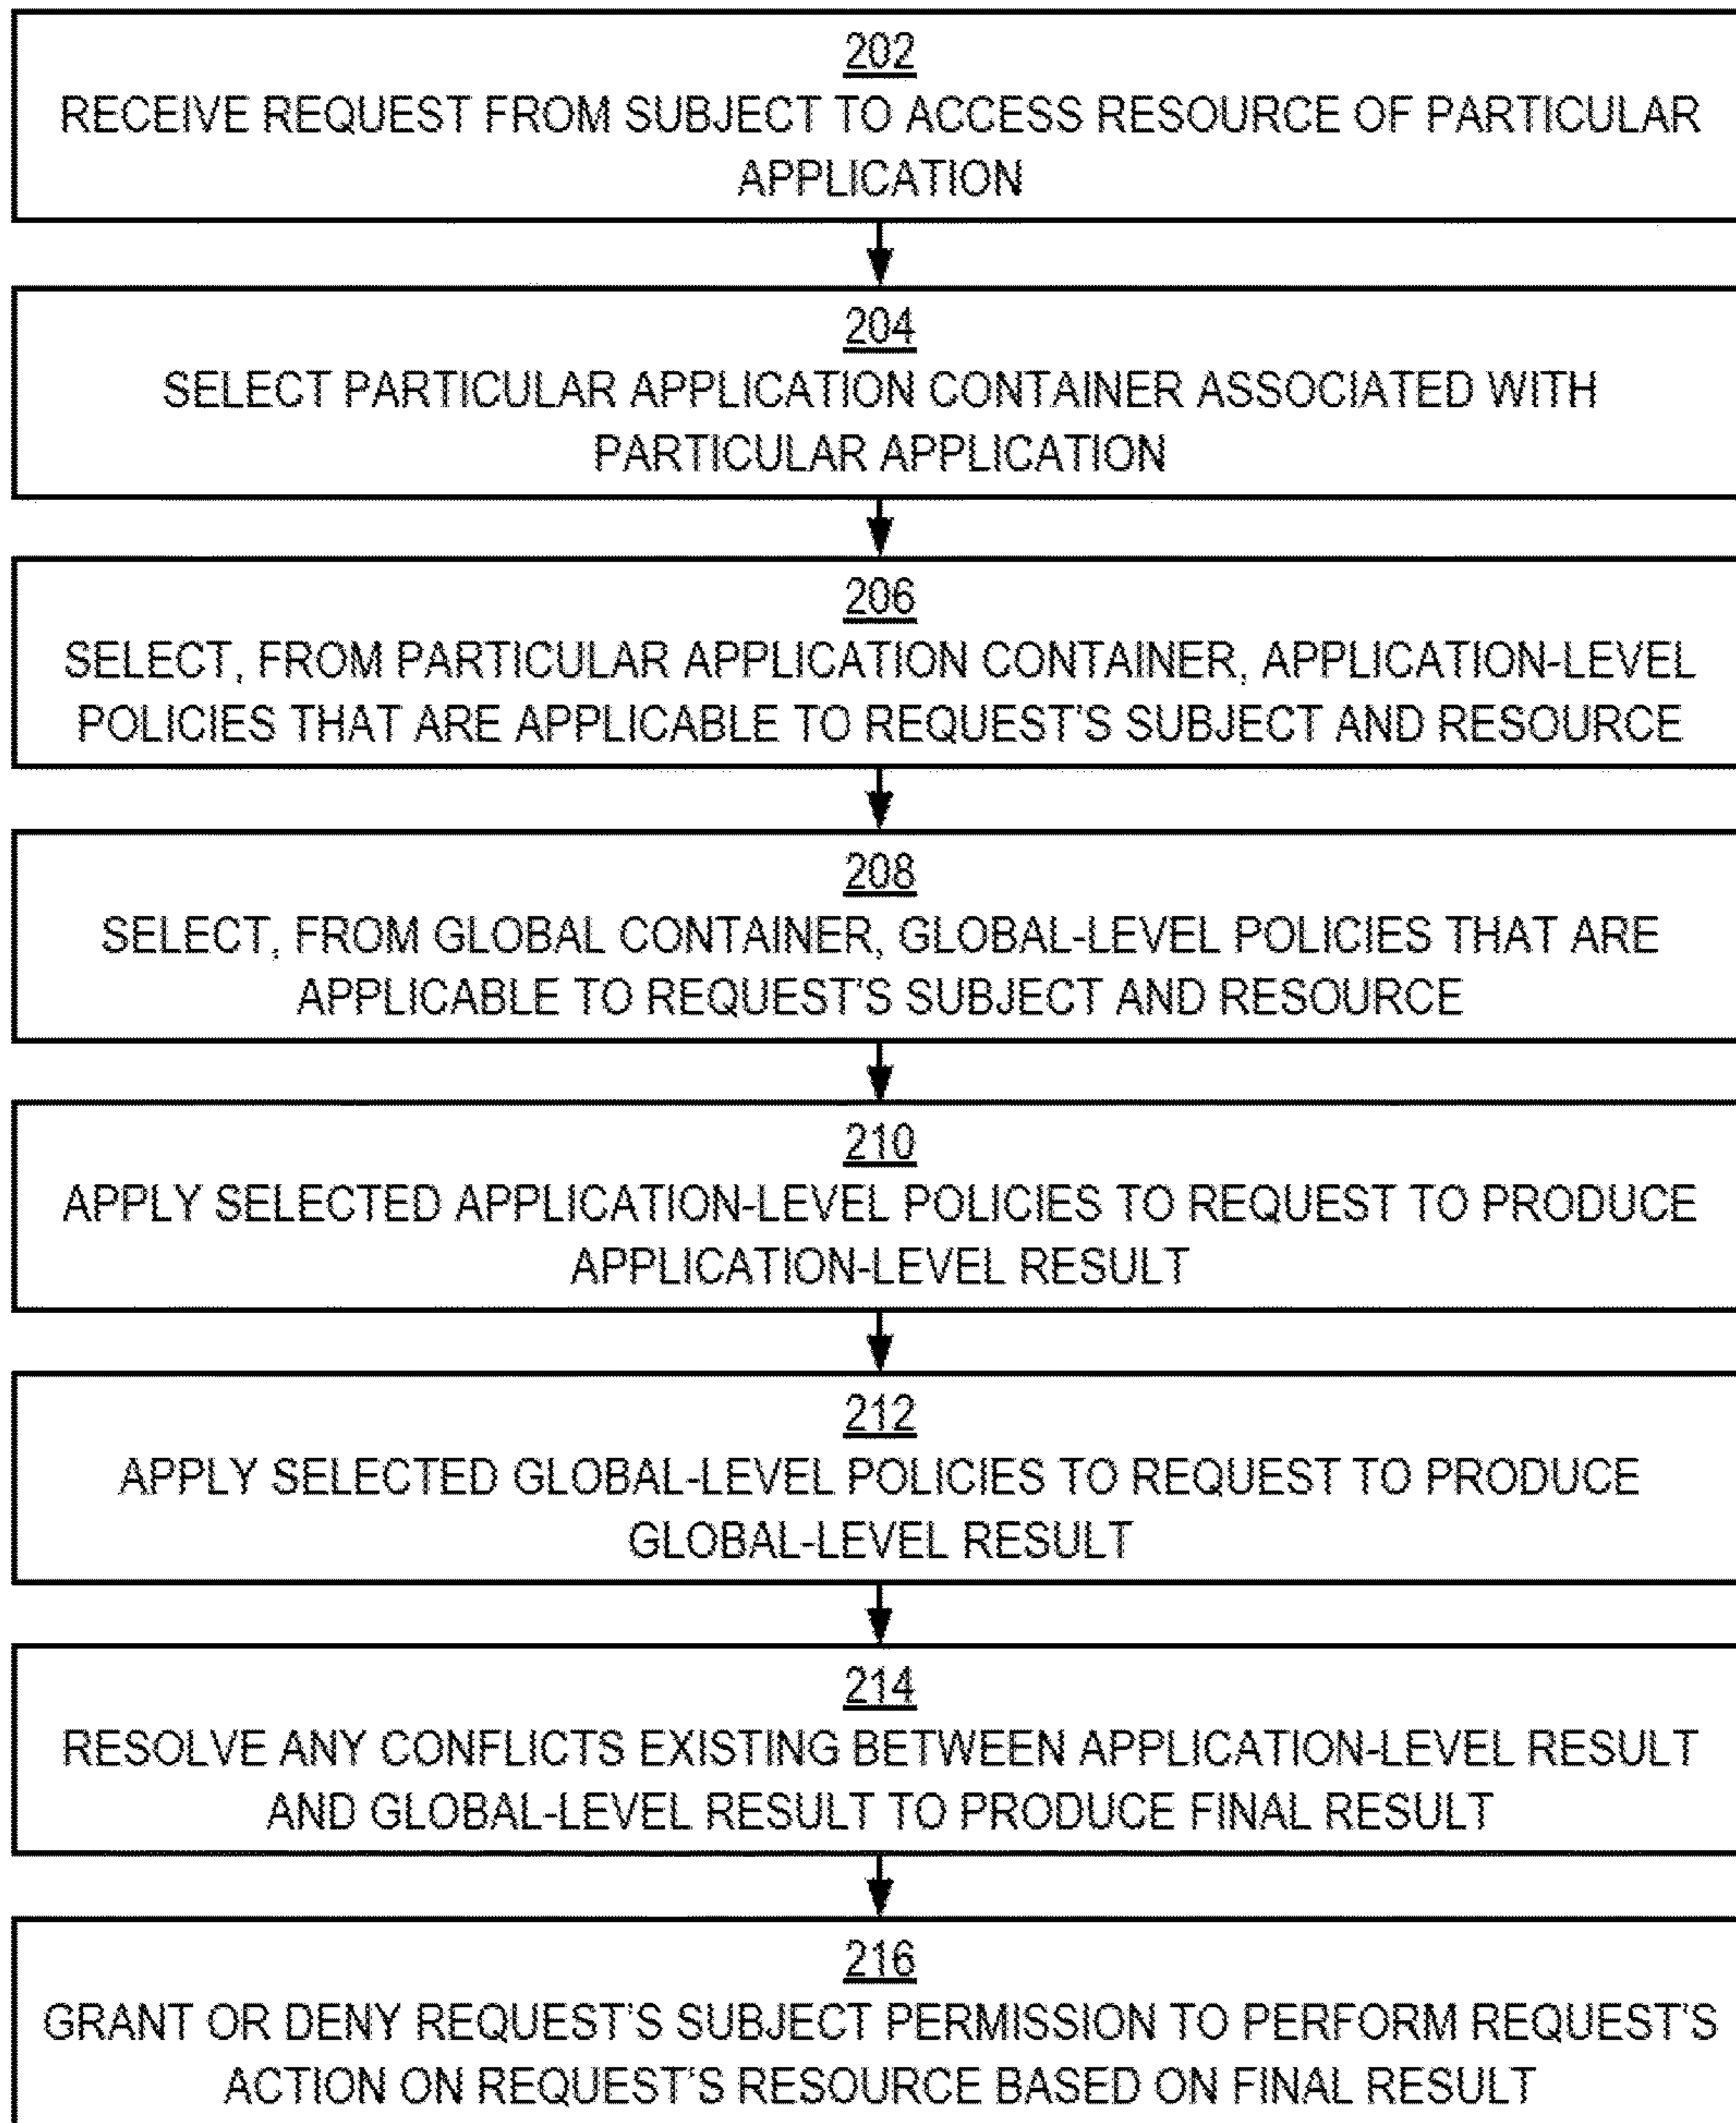 202
RECEIVE REQUEST FROM SUBJECT TO ACCESS RESOURCE OF PARTICULAR
APPLICATION
204
SELECT PARTICULAR APPLICATION CONTAINER ASSOCIATED WITH
PARTICULAR APPLICATION
206
SELECT, FROM PARTICULAR APPLICATION CONTAINER, APPLICATION-LEVEL
POLICIES THAT ARE APPLICABLE TO REQUEST'S SUBJECT AND RESOURCE
208
SELECT, FROM GLOBAL CONTAINER, GLOBAL-LEVEL POLICIES THAT ARE
APPLICABLE TO REQUEST'S SUBJECT AND RESOURCE
210
APPLY SELECTED APPLICATION-LEVEL POLICIES TO REQUEST TO PRODUCE
APPLICATION-LEVEL RESULT
212
APPLY SELECTED GLOBAL-LEVEL POLICIES TO REQUEST TO PRODUCE
GLOBAL-LEVEL RESULT
214
RESOLVE ANY CONFLICTS EXISTING BETWEEN APPLICATION-LEVEL RESULT
AND GLOBAL-LEVEL RESULT TO PRODUCE FINAL RESULT
216
GRANT OR DENY REQUEST'S SUBJECT PERMISSION TO PERFORM REQUEST'S
ACTION ON REQUEST'S RESOURCE BASED ON FINAL RESULT